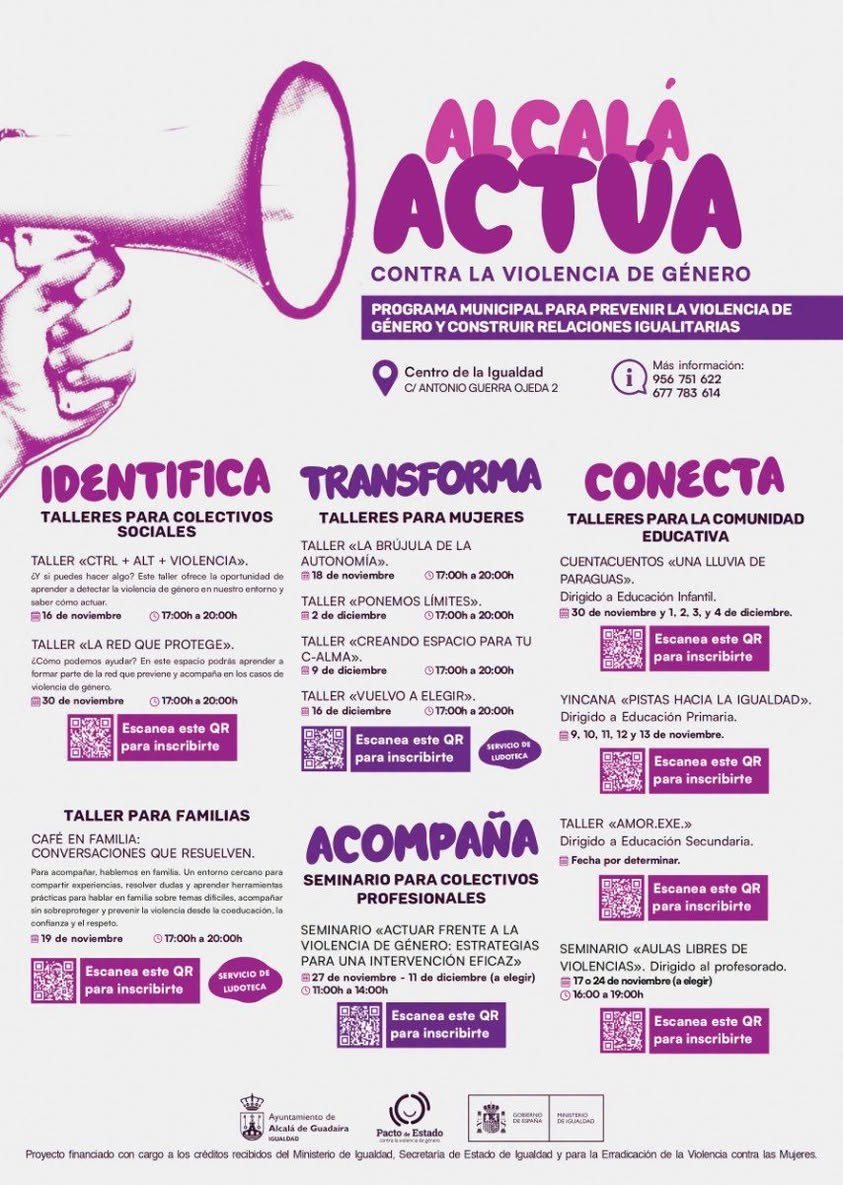 ALCALÁ
ACTÚA
CONTRA LA VIOLENCIA DE GÉNERO
PROGRAMA MUNICIPAL PARA PREVENIR LA VIOLENCIA DE
GÉNERO Y CONSTRUIR RELACIONES IGUALITARIAS
Centro de la Igualdad
C/ ANTONIO GUERRA OJEDA 2
Más información:
956 751 622
677 783 614
IDENTIFICA
TALLERES PARA COLECTIVOS
SOCIALES
TALLER «CTRL + ALT + VIOLENCIA».
¿Y si puedes hacer algo? Este taller ofrece la oportunidad de
aprender a detectar la violencia de género en nuestro entorno y
saber cómo actuar.
16 de noviembre 17:00h a 20:00h
TALLER «LA RED QUE PROTEGE».
¿Cómo podemos ayudar? En este espacio podrás aprender a
formar parte de la red que previene y acompaña en los casos de
violencia de género.
30 de noviembre 17:00h a 20:00h
Escanea este QR
para inscribirte
TALLER PARA FAMILIAS
CAFÉ EN FAMILIA:
CONVERSACIONES QUE RESUELVEN.
Para acompañar, hablemos en familia. Un entorno cercano para
compartir experiencias, resolver dudas y aprender herramientas
prácticas para hablar en familia sobre temas difíciles, acompañar
sin sobreproteger y prevenir la violencia desde la coeducación, la
confianza y el respeto.
19 de noviembre 17:00h a 20:00h
Escanea este QR
para inscribirte
SERVICIO DE
LUDOTECA
TRANSFORMA
TALLERES PARA MUJERES
TALLER «LA BRÚJULA DE LA
AUTONOMÍA».
18 de noviembre 17:00h a 20:00h
TALLER «PONEMOS LÍMITES».
2 de diciembre 17:00h a 20:00h
TALLER «CREANDO ESPACIO PARA TU
C-ALMA».
9 de diciembre 17:00h a 20:00h
TALLER «VUELVO A ELEGIR».
16 de diciembre 17:00h a 20:00h
Escanea este QR
para inscribirte
SERVICIO DE
LUDOTECA
ACOMPAÑA
SEMINARIO PARA COLECTIVOS
PROFESIONALES
SEMINARIO «ACTUAR FRENTE A LA
VIOLENCIA DE GÉNERO: ESTRATEGIAS
PARA UNA INTERVENCIÓN EFICAZ»
27 de noviembre - 11 de diciembre (a elegir)
11:00h a 14:00h
Escanea este QR
para inscribirte
CONECTA
TALLERES PARA LA COMUNIDAD
EDUCATIVA
CUENTACUENTOS «UNA LLUVIA DE
PARAGUAS».
Dirigido a Educación Infantil.
30 de noviembre y 1, 2, 3, y 4 de diciembre.
Escanea este QR
para inscribirte
YINCANA «PISTAS HACIA LA IGUALDAD».
Dirigido a Educación Primaria.
9, 10, 11, 12 y 13 de noviembre.
Escanea este QR
para inscribirte
TALLER «AMOR.EXE.»
Dirigido a Educación Secundaria.
Fecha por determinar.
Escanea este QR
para inscribirte
SEMINARIO «AULAS LIBRES DE
VIOLENCIAS». Dirigido al profesorado.
17 o 24 de noviembre (a elegir)
16:00 a 19:00h
Escanea este QR
para inscribirte
Ayuntamiento de
Alcalá de Guadaíra
IGUALDAD
Pacto de Estado
contra la violencia de género
GOBIERNO
DE ESPAÑA
MINISTERIO
DE IGUALDAD
Proyecto financiado con cargo a los créditos recibidos del Ministerio de Igualdad, Secretaría de Estado de Igualdad y para la Erradicación de la Violencia contra las Mujeres.